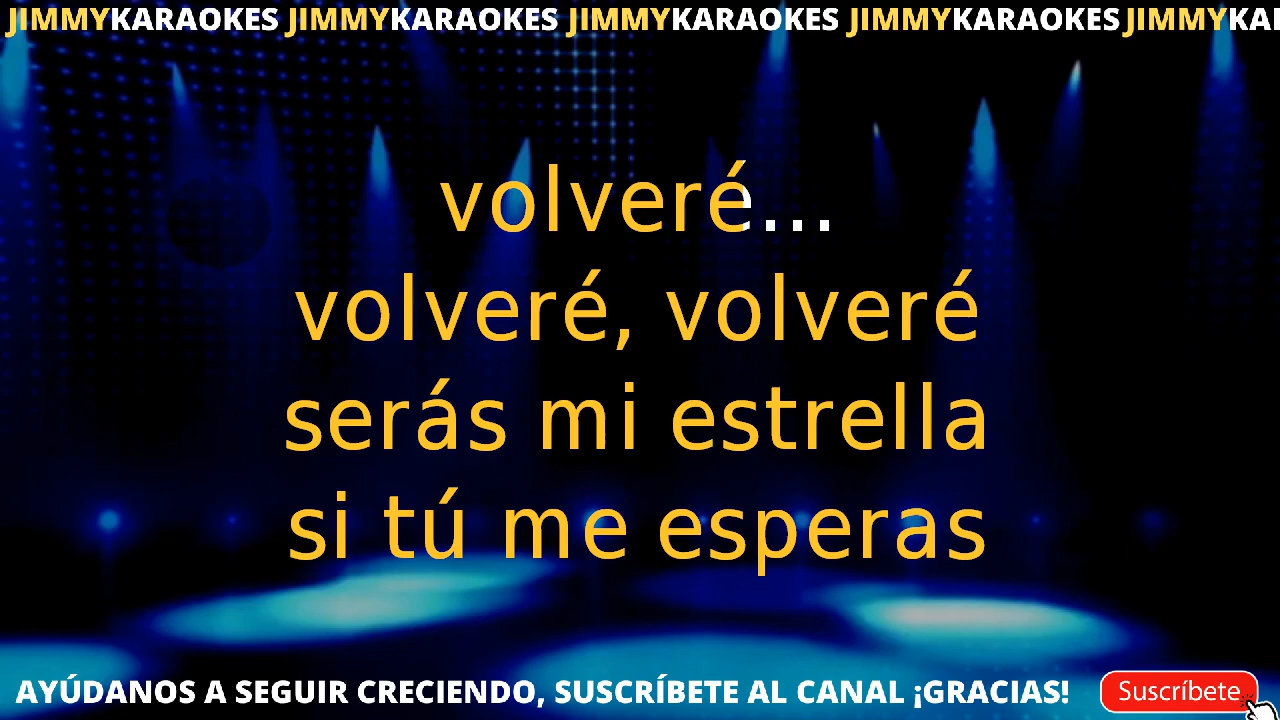 JIMMYKARAOKES JIMMYKARAOKES JIMMYKARAOKES JIMMYKARAOKES JIMMYKA
volveré...
volveré, volveré
serás mi estrella
si tú me esperas
AYÚDANOS A SEGUIR CRECIENDO, SUSCRÍBETE AL CANAL ¡GRACIAS! Suscríbete